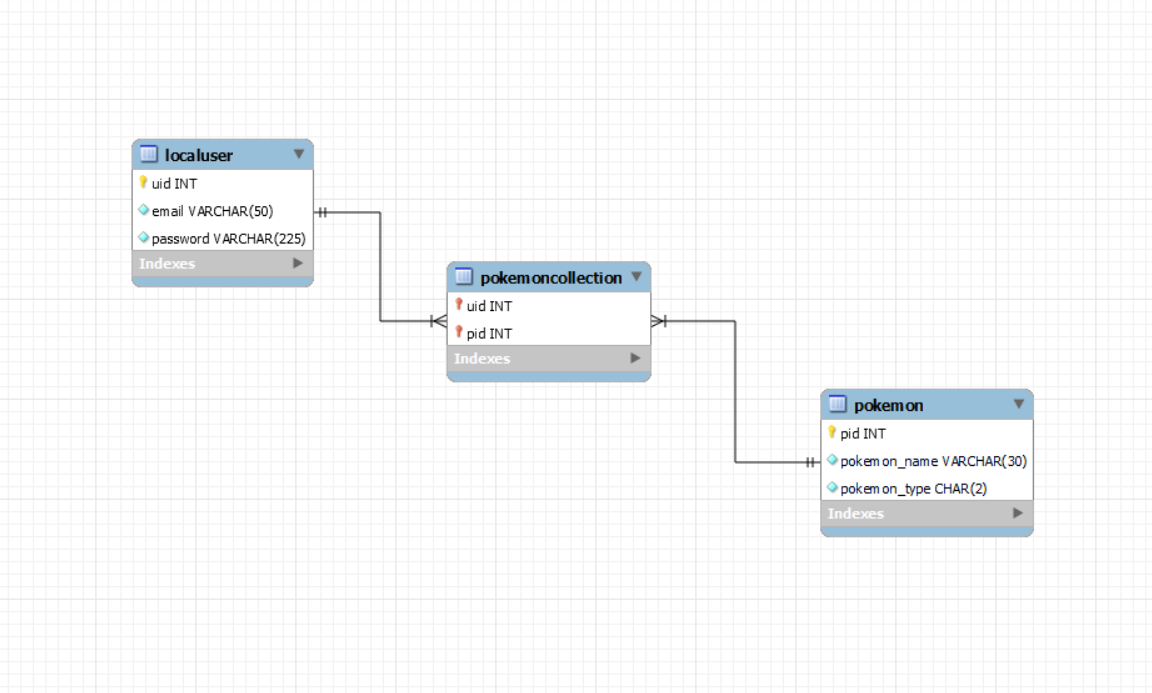 localuser
uid INT
email VARCHAR(50)
password VARCHAR(225)
Indexes
pokemoncollection
uid INT
pid INT
Indexes
pokemon
pid INT
pokemon_name VARCHAR(30)
pokemon_type CHAR(2)
Indexes